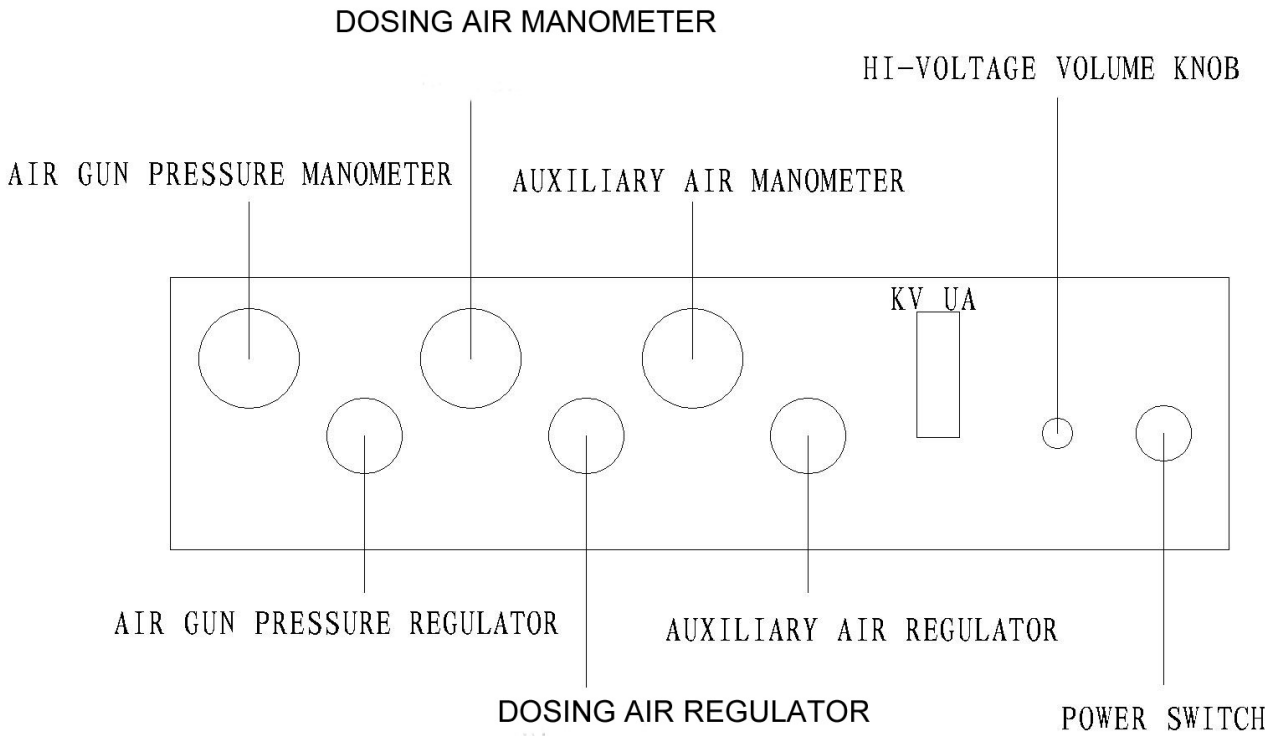 DOSING AIR MANOMETER
HI-VOLTAGE VOLUME KNOB
AIR GUN PRESSURE MANOMETER
AUXILIARY AIR MANOMETER
KV UA
AIR GUN PRESSURE REGULATOR
AUXILIARY AIR REGULATOR
DOSING AIR REGULATOR
POWER SWITCH